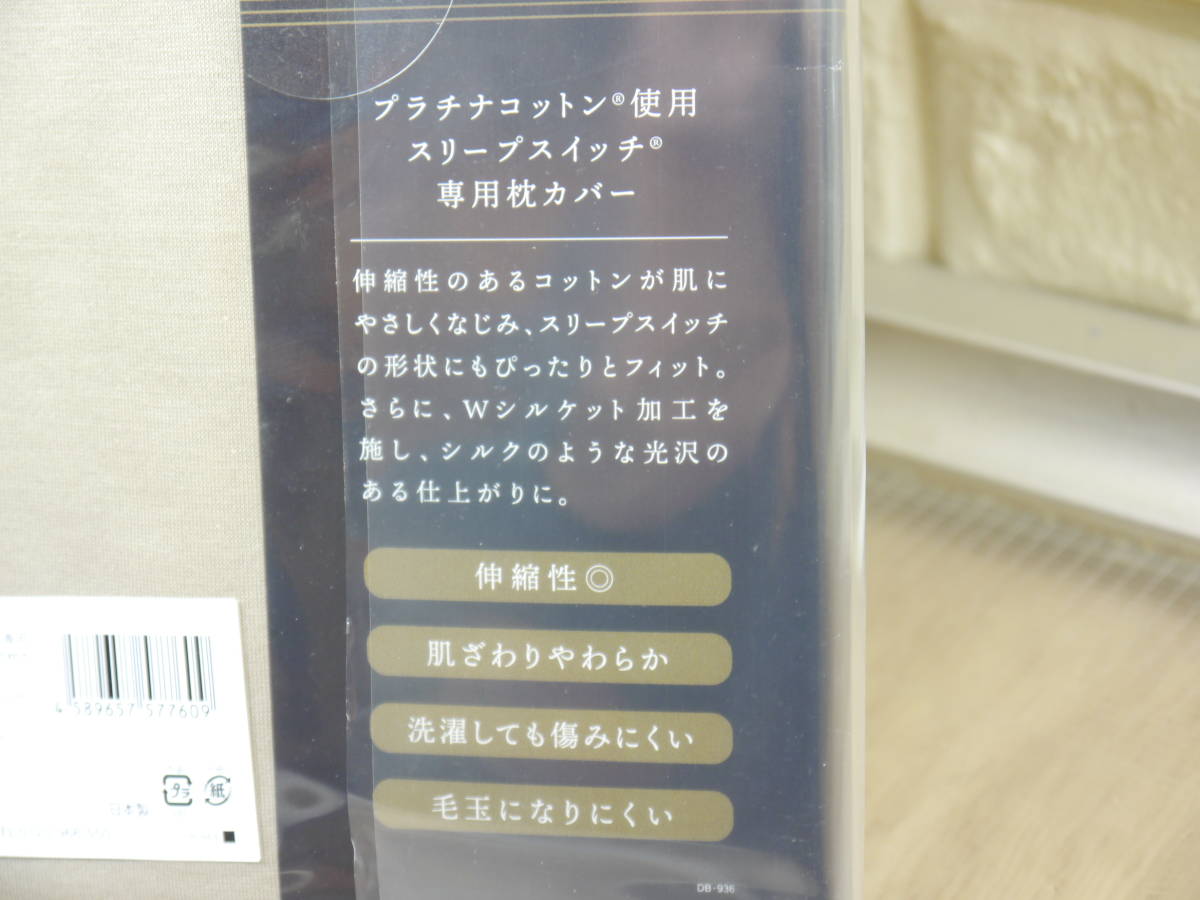 プラチナコットン®使用
スリープスイッチ®
専用枕カバー
伸縮性のあるコットンが肌に
やさしくなじみ、スリープスイッチ
の形状にもぴったりとフィット。
さらに、Wシルケット加工を
施し、シルクのような光沢の
ある仕上がりに。
伸縮性◎
肌ざわりやわらか
洗濯しても傷みにくい
毛玉になりにくい
DB-936
4 589657 577609
プラ
紙
日本製